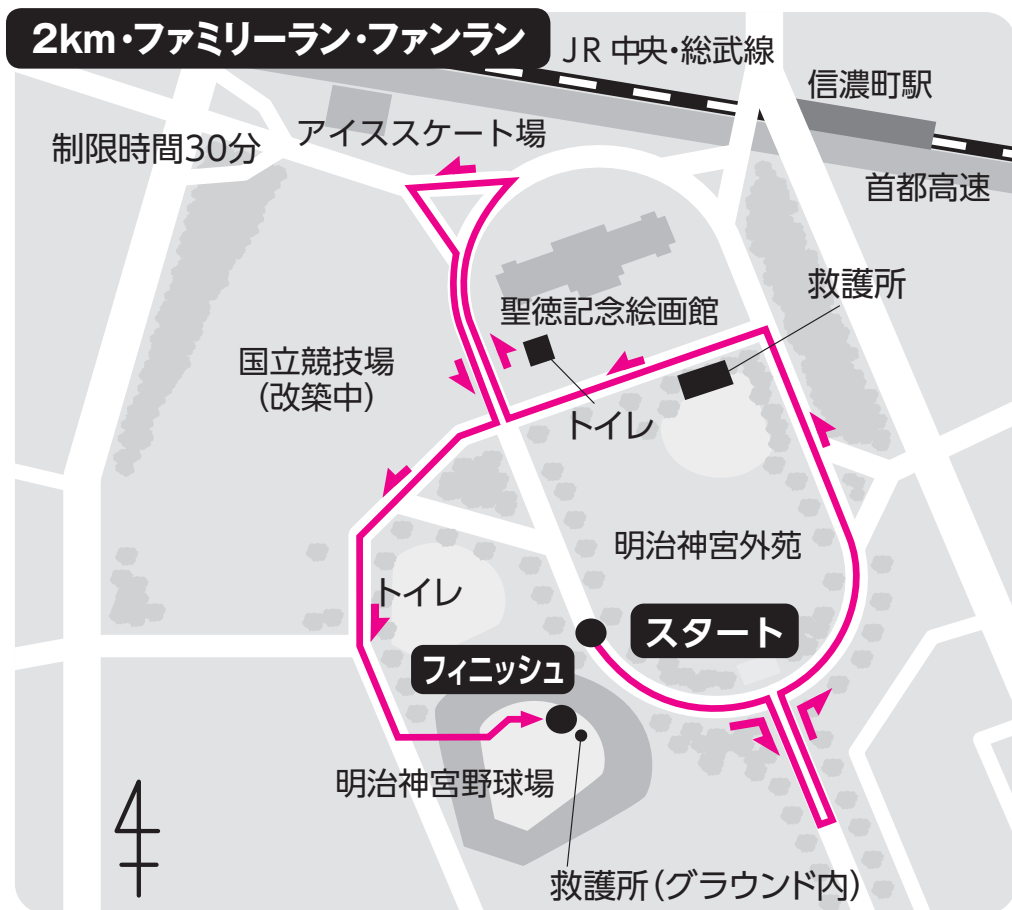 2km・ファミリーラン・ファンラン
JR 中央・総武線
信濃町駅
制限時間30分
アイススケート場
首都高速
救護所
聖徳記念絵画館
国立競技場
(改築中)
トイレ
明治神宮外苑
トイレ
スタート
フィニッシュ
明治神宮野球場
救護所(グラウンド内)